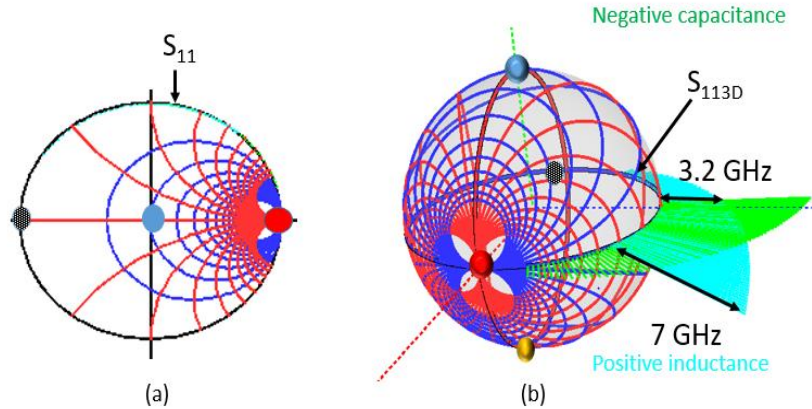 Negative capacitance
S11
S113D
3.2 GHz
7 GHz
Positive inductance
(a)
(b)